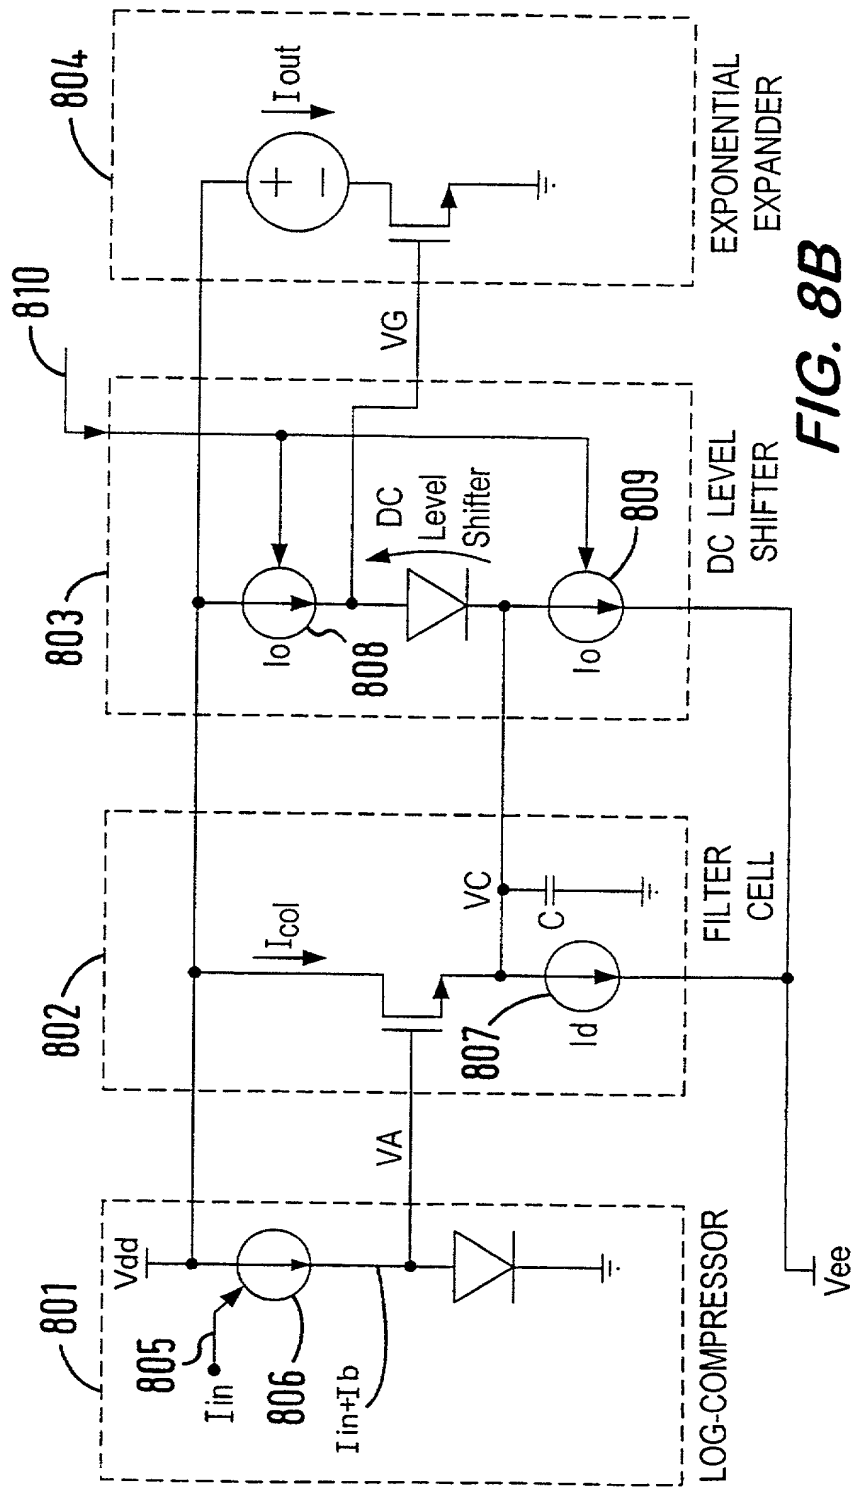 801
805
Iin
Vdd
806
Iin+Ib
LOG-COMPRESSOR
VA
802
Icol
VC
C
807
Id
FILTER
CELL
803
Io
808
DC
Level
Shifter
Io
809
DC LEVEL
SHIFTER
810
VG
804
+
−
Iout
EXPONENTIAL
EXPANDER
Vee
FIG. 8B